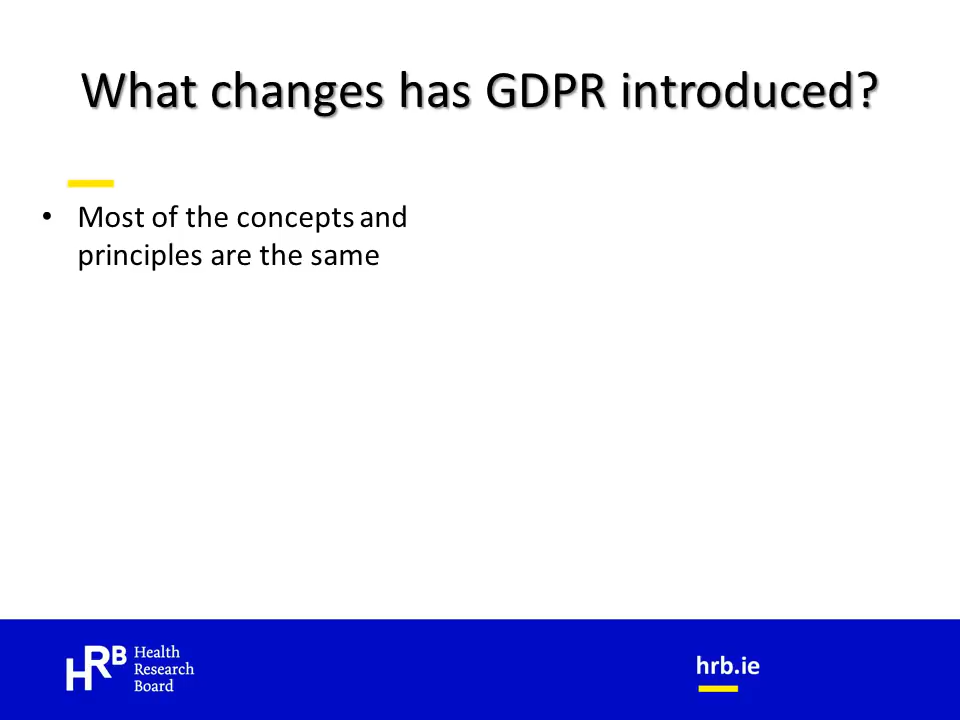 What changes has GDPR introduced?
• Most of the concepts and
principles are the same
HRB Health
Research
Board
hrb.ie